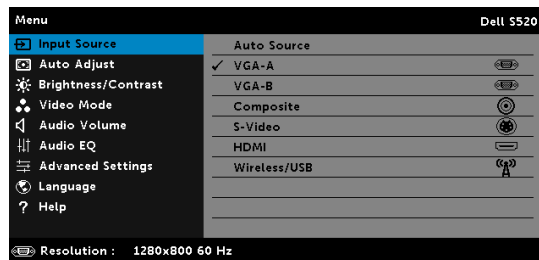 Menu Dell S520
Input Source
Auto Adjust
Brightness/Contrast
Video Mode
Audio Volume
Audio EQ
Advanced Settings
Language
? Help
Auto Source
✓ VGA-A
VGA-B
Composite
S-Video
HDMI
Wireless/USB
Resolution : 1280x800 60 Hz